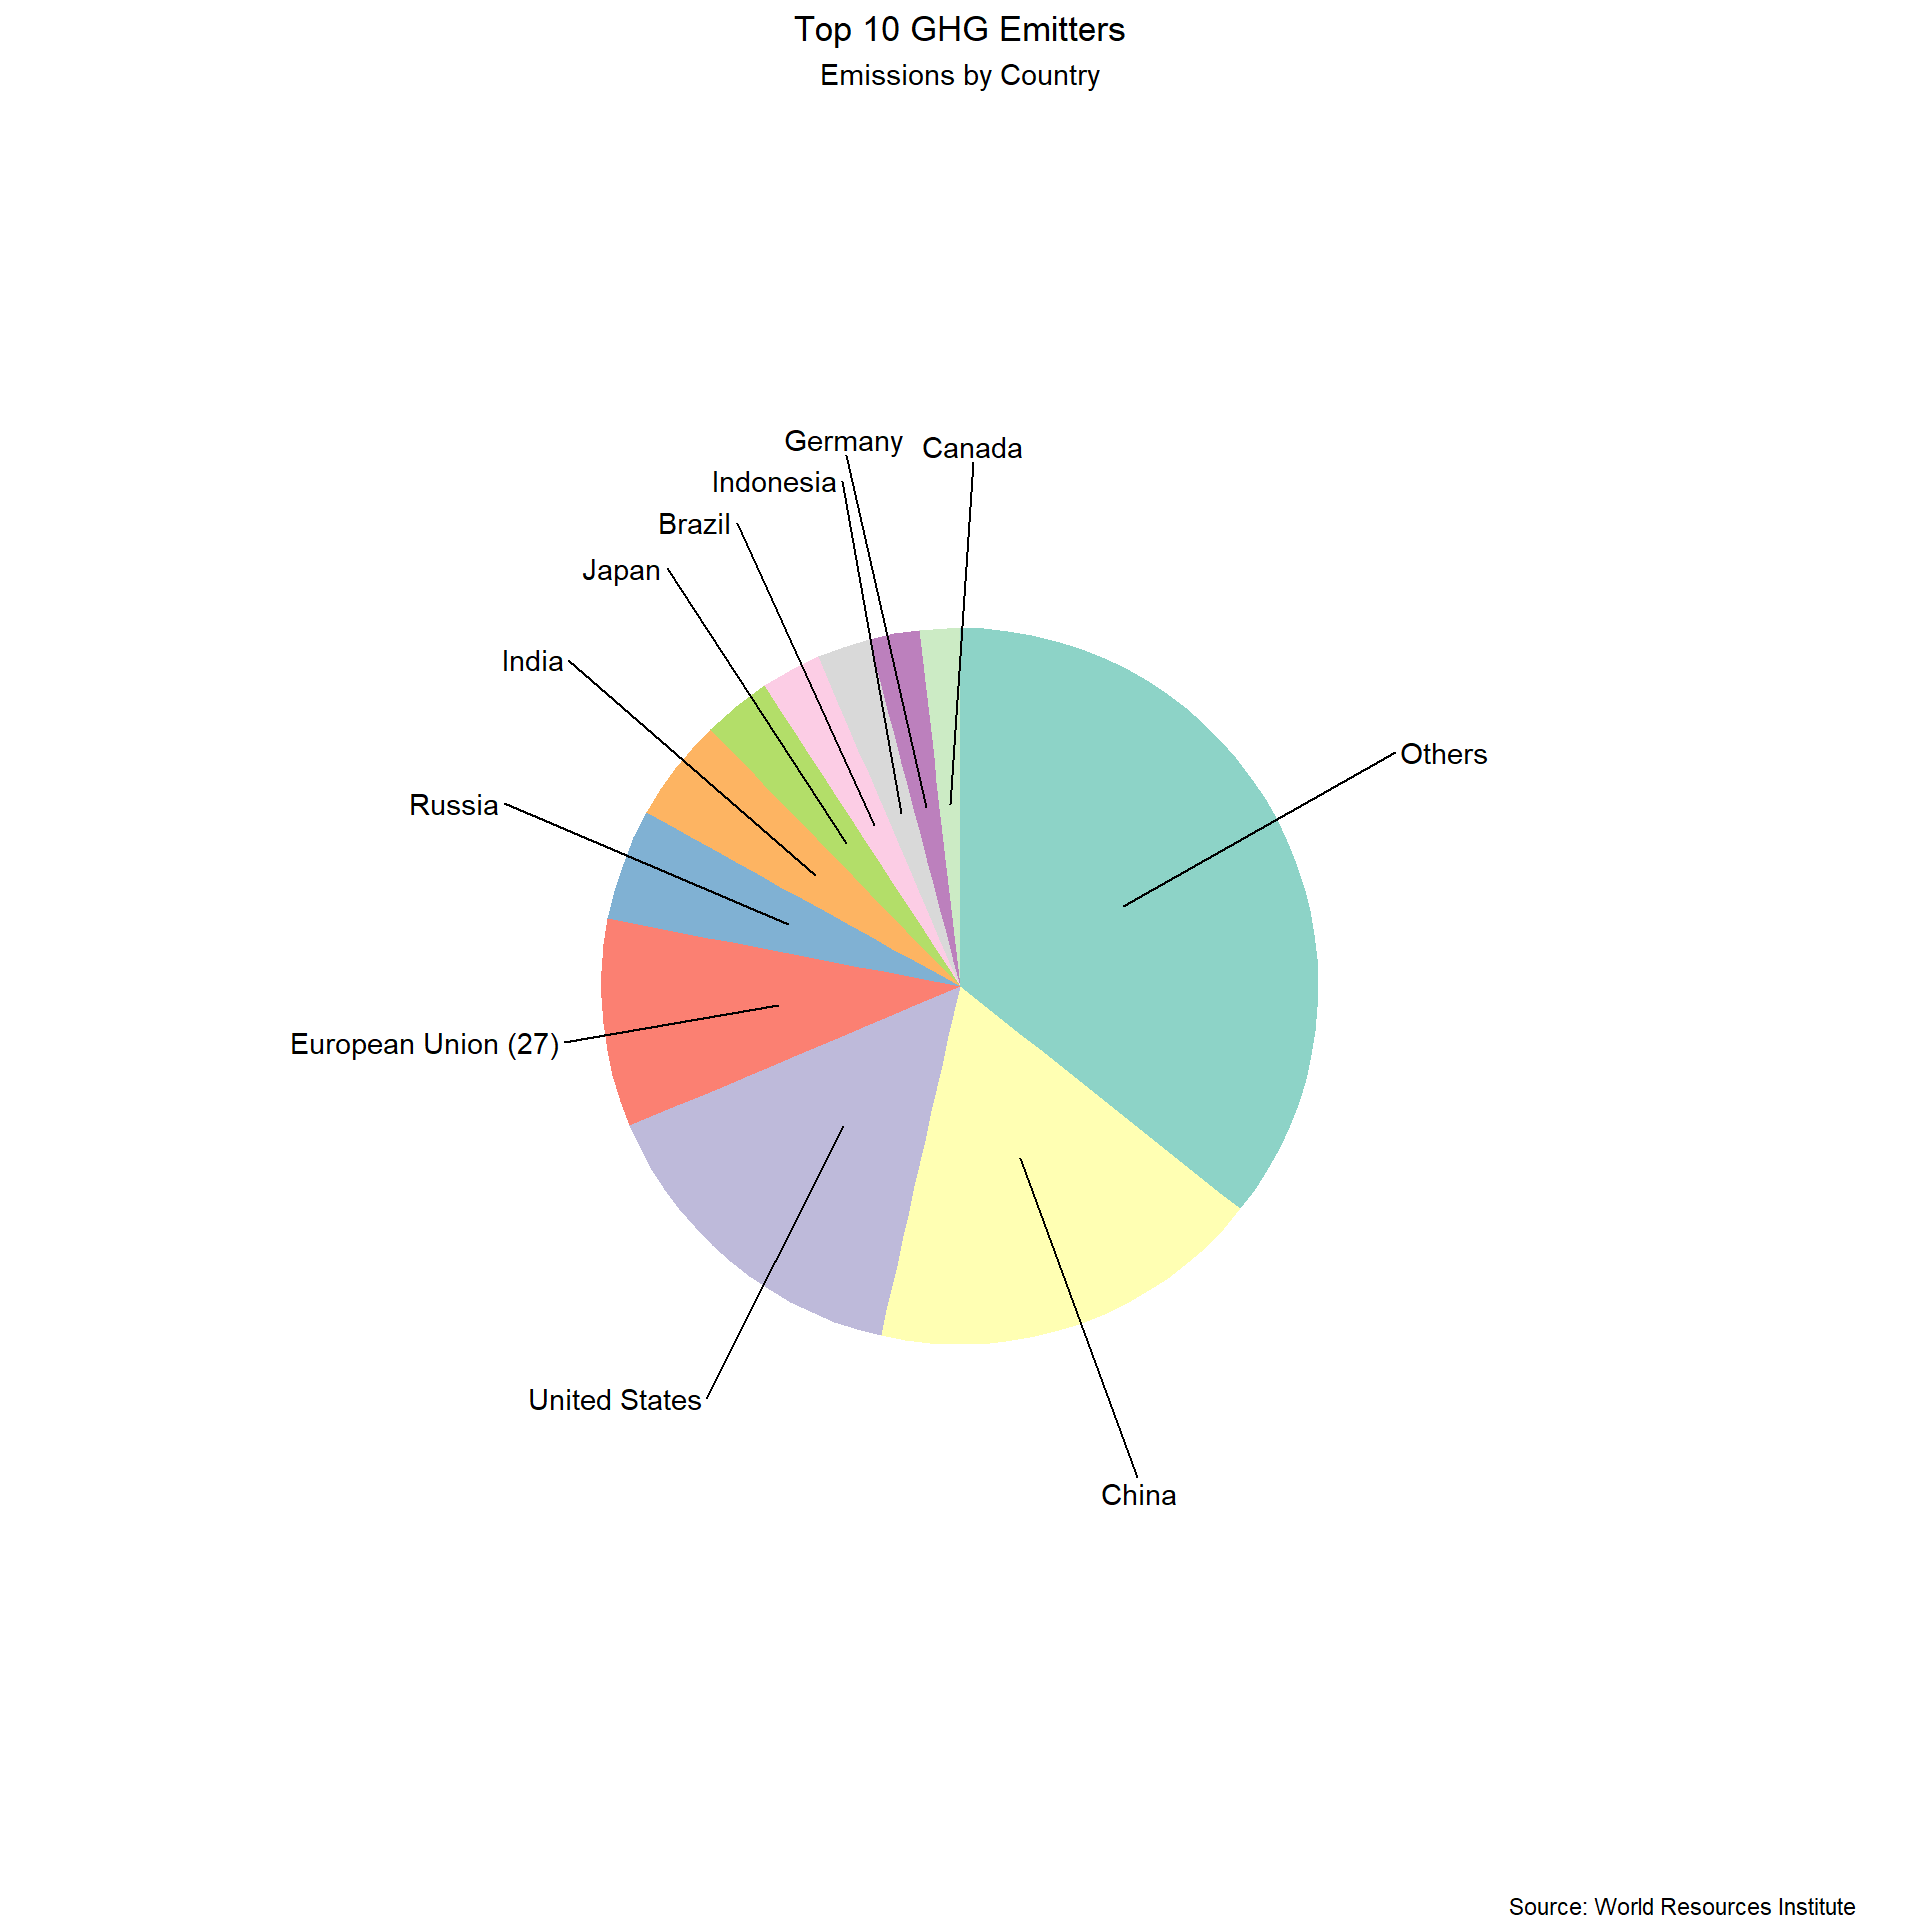 Top 10 GHG Emitters
Emissions by Country
Germany
Canada
Indonesia
Brazil
Japan
India
Others
Russia
European Union (27)
United States
China
Source: World Resources Institute